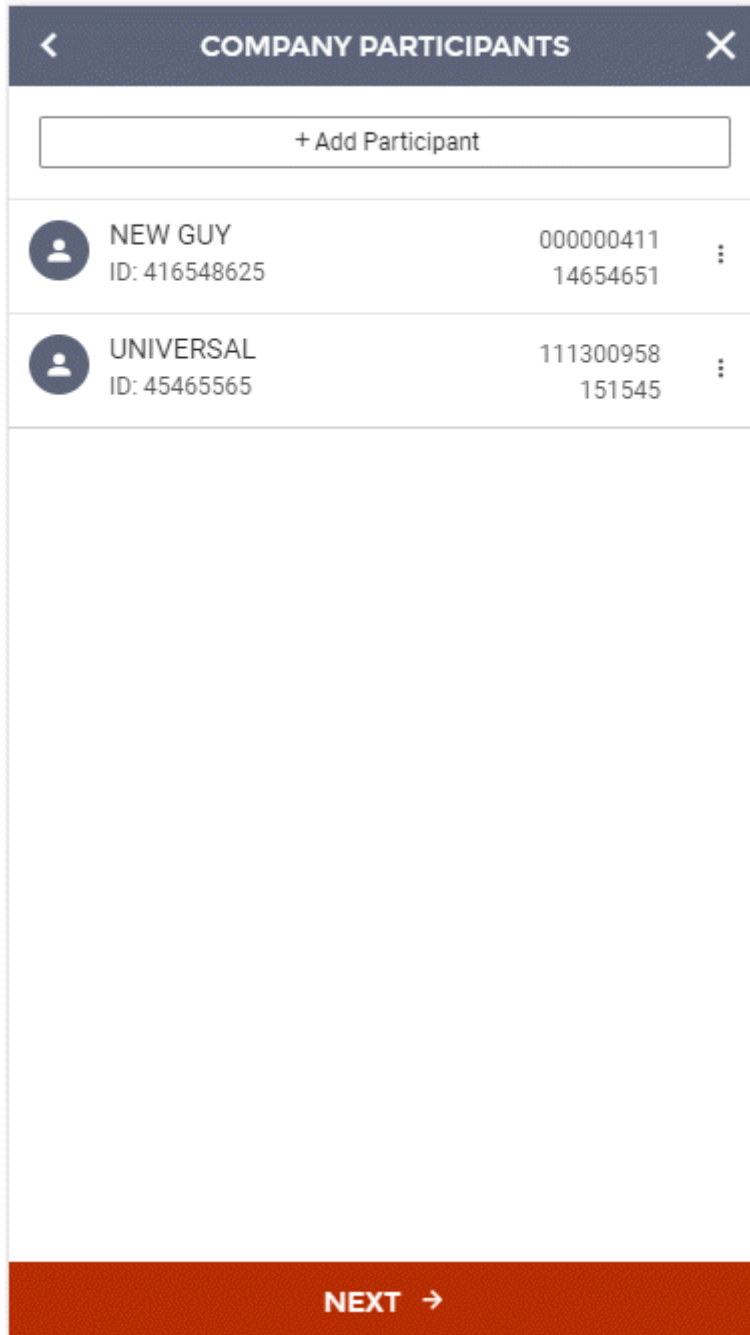 COMPANY PARTICIPANTS
+ Add Participant
NEW GUY
ID: 416548625
000000411
14654651
UNIVERSAL
ID: 45465565
111300958
151545
NEXT